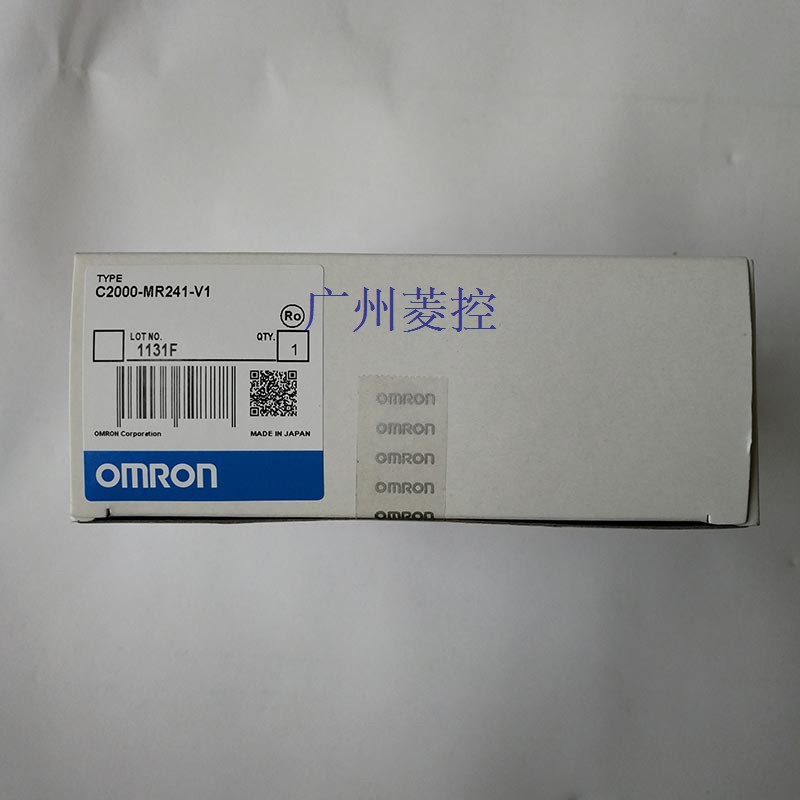 TYPE
C2000-MR241-V1
Ro
广州菱控
LOT NO.
QTY.
1131F
1
OMRON Corporation
MADE IN JAPAN
OMRON
OMRON
OMRON
OMRON
OMRON
OMRON